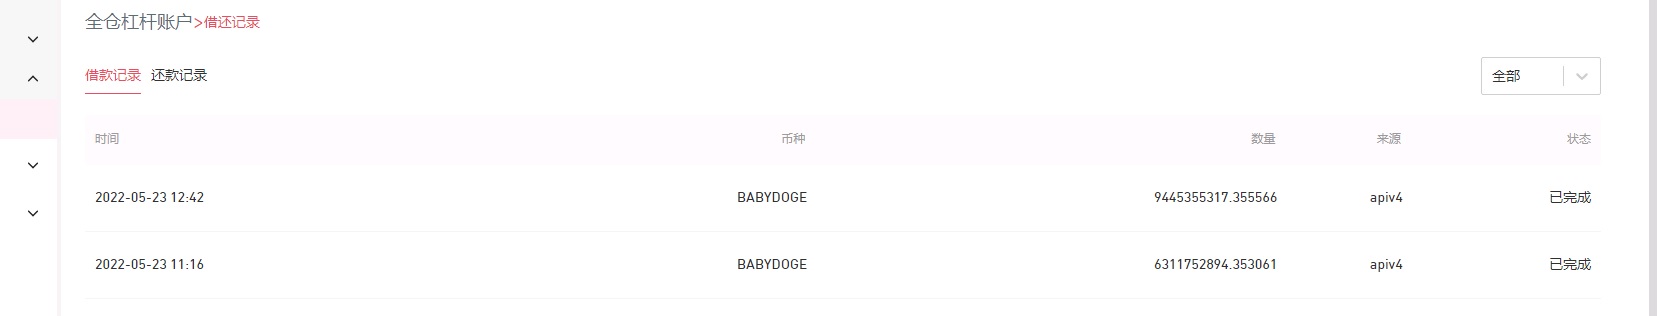 全仓杠杆账户>借还记录
借款记录 还款记录 全部
时间 币种 数量 来源 状态
2022-05-23 12:42 BABYDOGE 9445355317.355566 apiv4 已完成
2022-05-23 11:16 BABYDOGE 6311752894.353061 apiv4 已完成